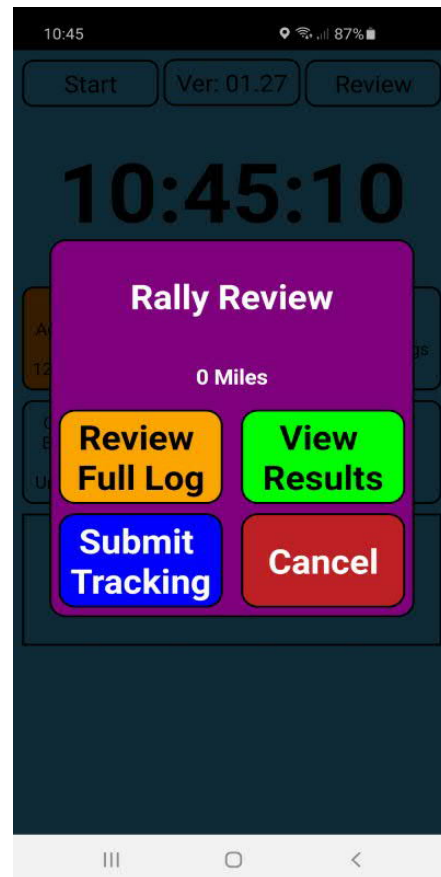 10:45
87%
Start
Ver: 01.27
Review
10:45:10
Rally Review
0 Miles
Review
Full Log
View
Results
Submit
Tracking
Cancel